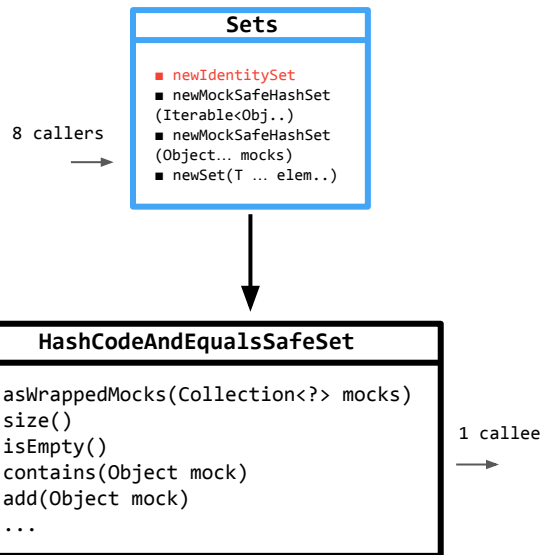 Sets
■ newIdentitySet
■ newMockSafeHashSet
(Iterable<Obj..)
■ newMockSafeHashSet
(Object... mocks)
■ newSet(T ... elem..)
8 callers
HashCodeAndEqualsSafeSet
asWrappedMocks(Collection<?> mocks)
size()
isEmpty()
contains(Object mock)
add(Object mock)
...
1 callee